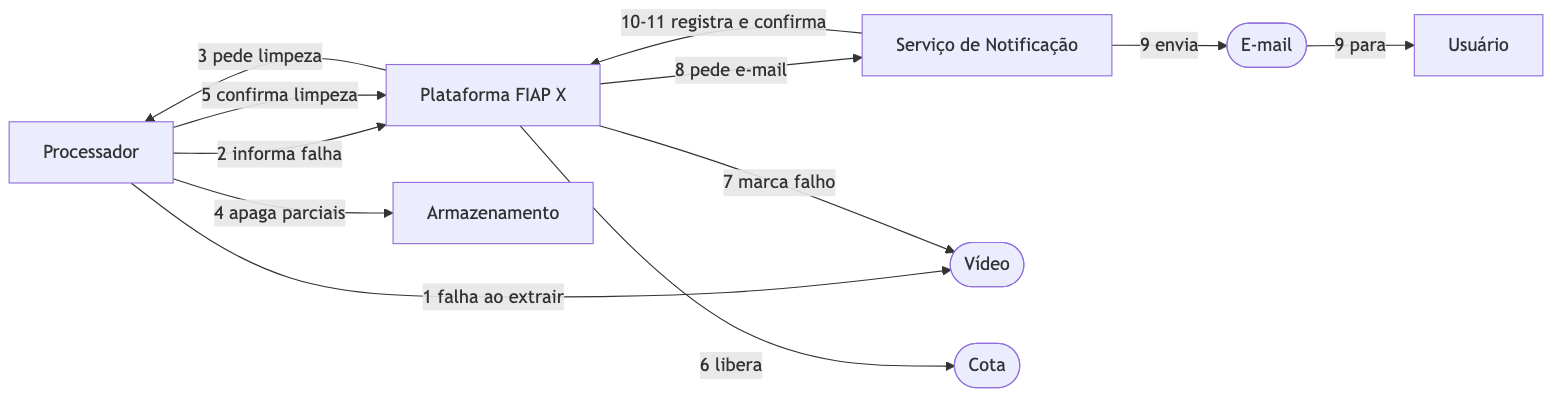 10-11 registra e confirma
Serviço de Notificação
9 envia
E-mail
9 para
Usuário
3 pede limpeza
8 pede e-mail
5 confirma limpeza
Plataforma FIAP X
Processador
2 informa falha
7 marca falho
4 apaga parciais
Armazenamento
Vídeo
1 falha ao extrair
6 libera
Cota